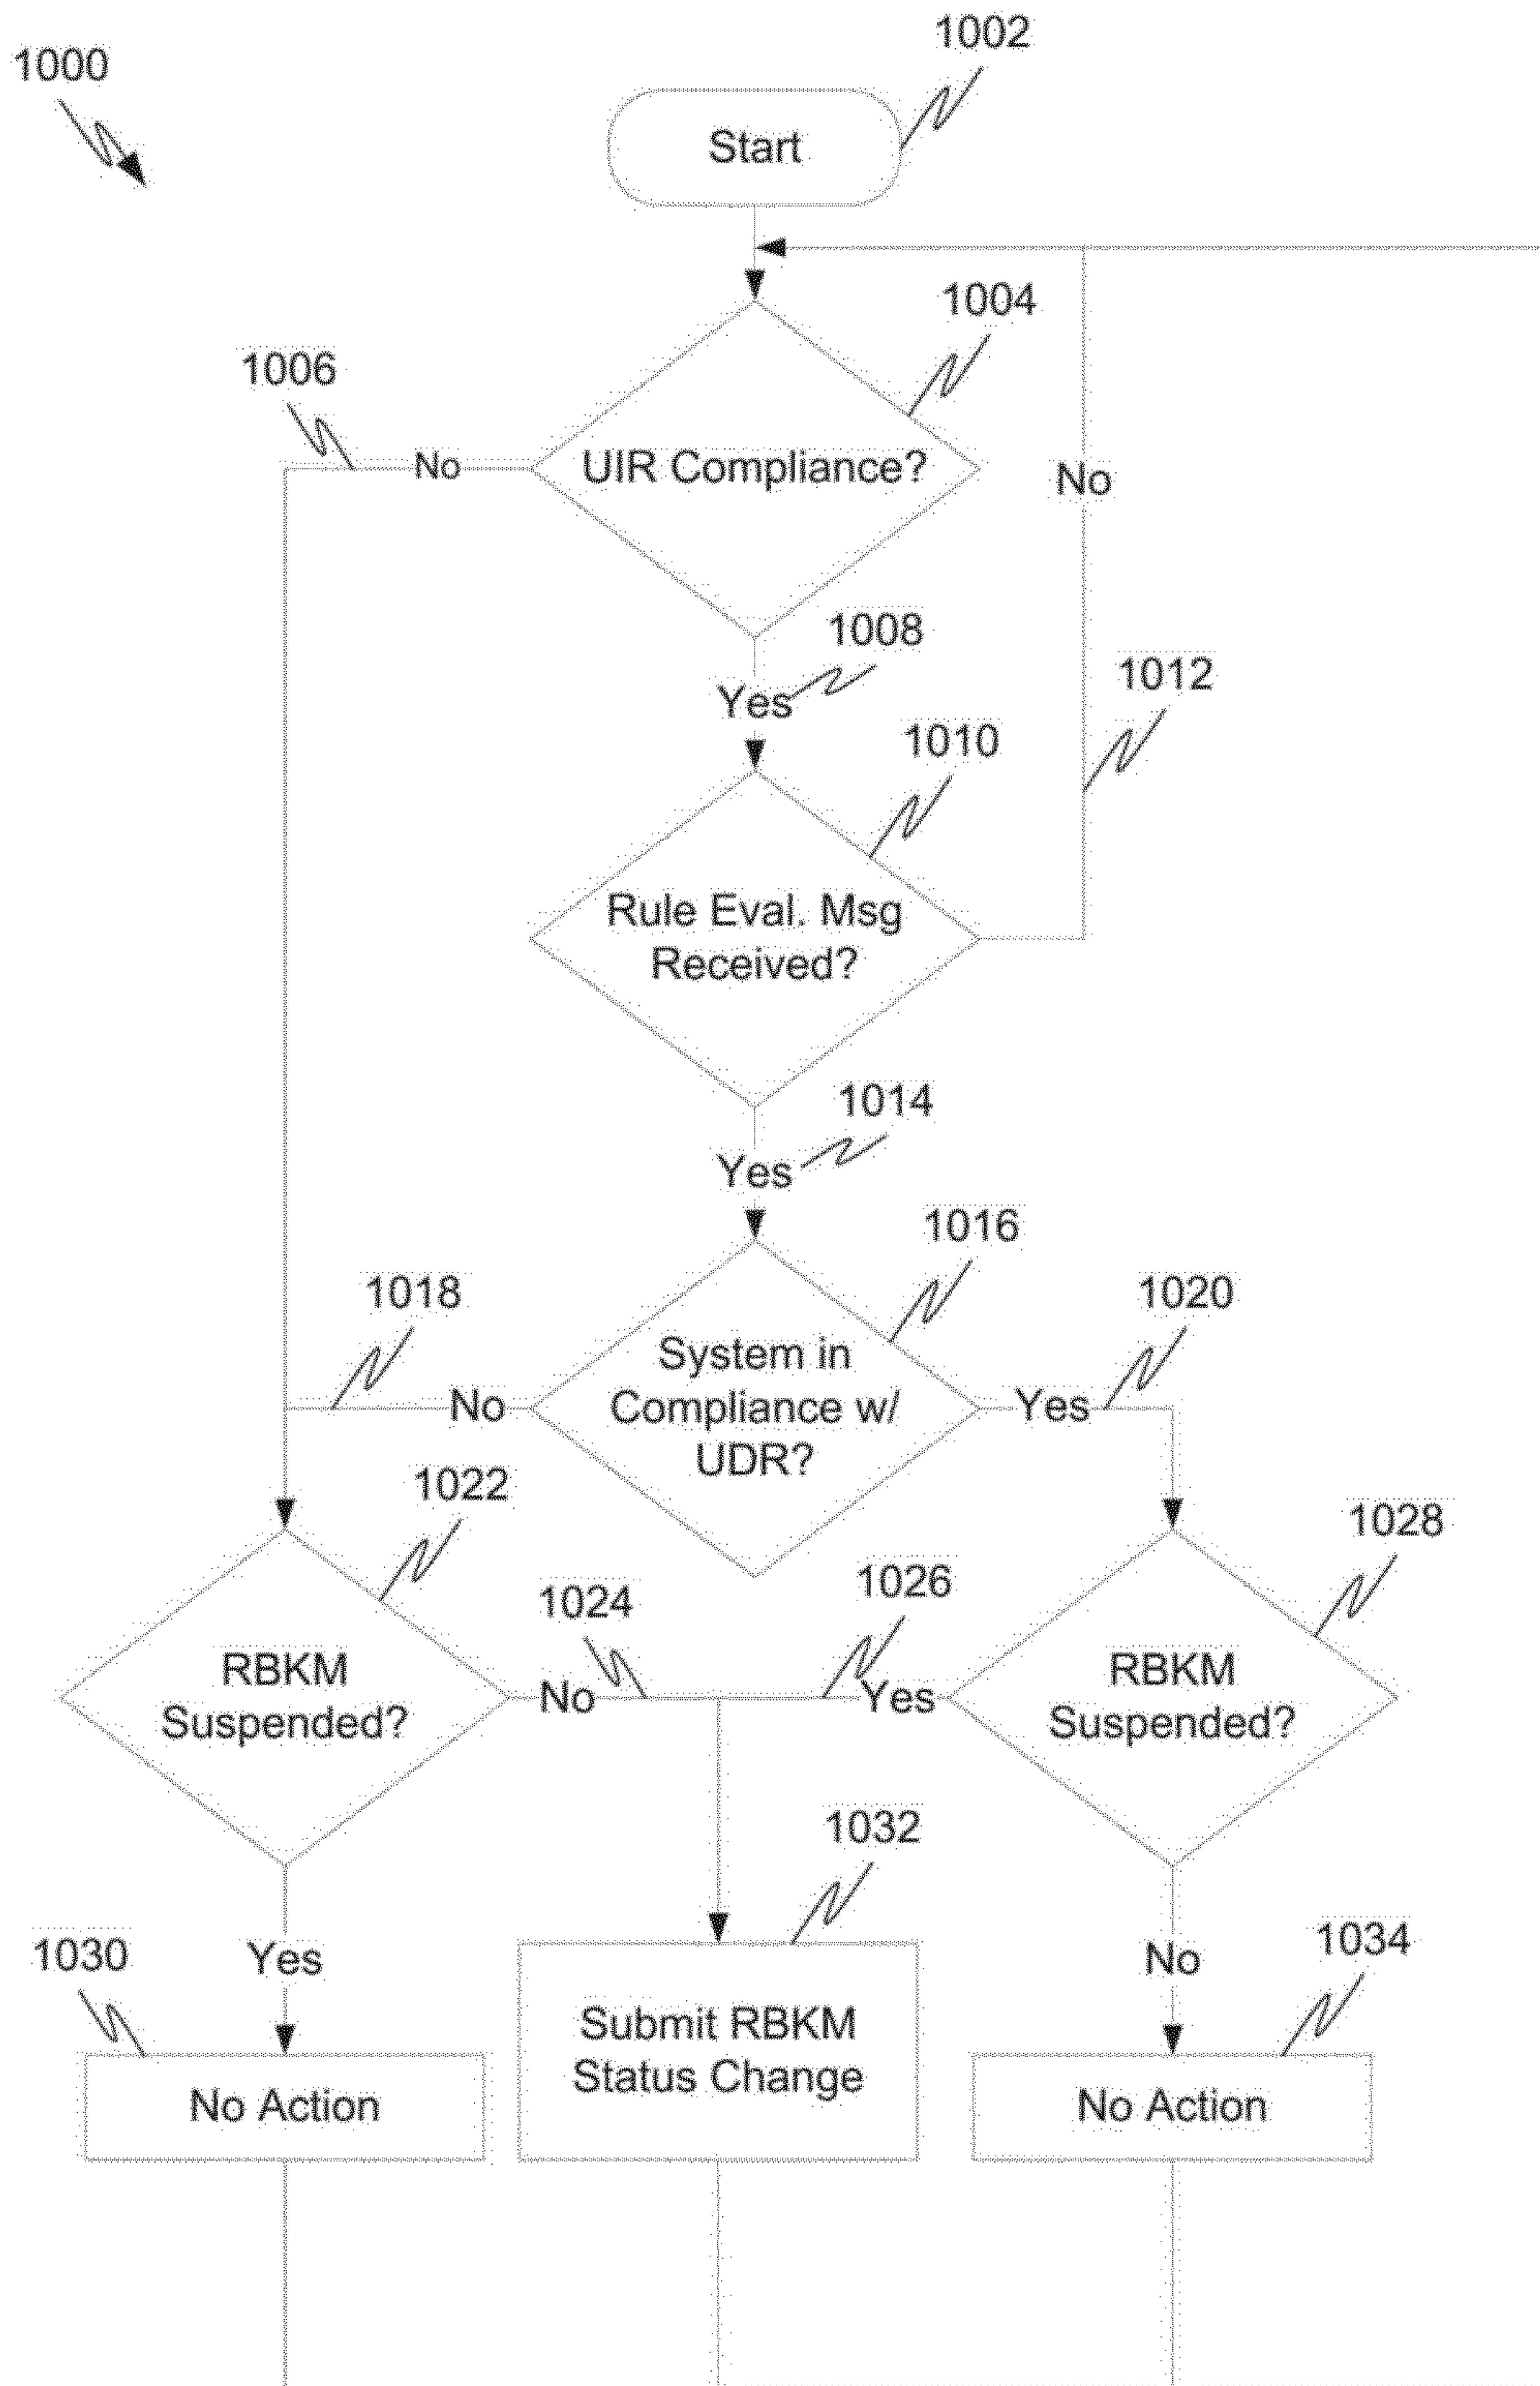 1002
1000
Start
1004
1006
UIR Compliance?
No
No
1008
1012
Yes
1010
Rule Eval. Msg
Received?
1014
Yes
1016
1018
1020
System in
Compliance w/
UDR?
No
Yes
1022
1028
1024
1026
RBKM
Suspended?
No
Yes
RBKM
Suspended?
1032
1030
Yes
No
1034
Submit RBKM
Status Change
No Action
No Action